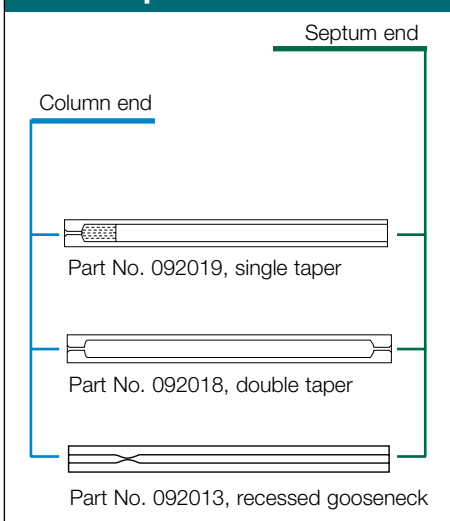 Septum end
Column end
Part No. 092019, single taper
Part No. 092018, double taper
Part No. 092013, recessed gooseneck